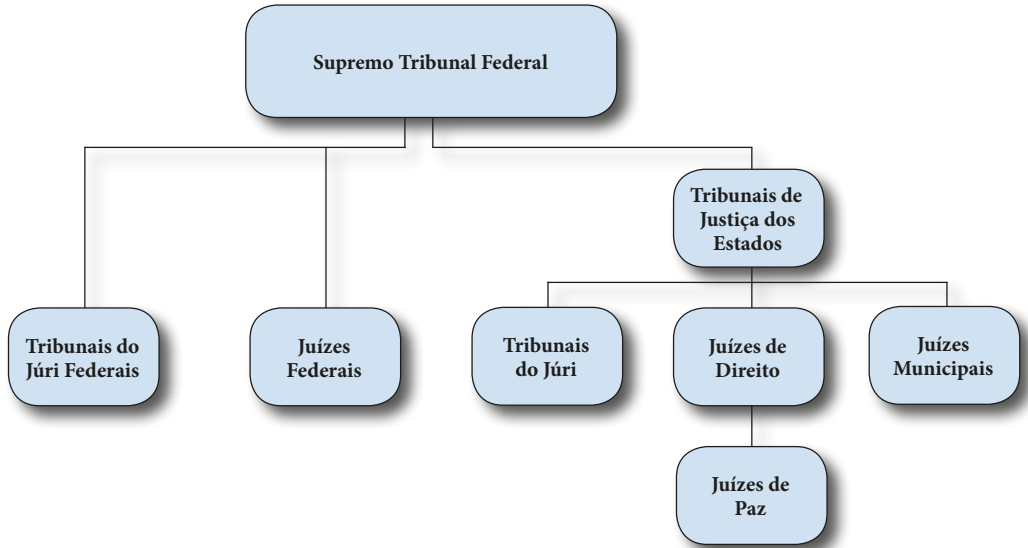 Supremo Tribunal Federal
Tribunais de
Justiça dos
Estados
Tribunais do
Júri Federais
Juízes
Federais
Tribunais
do Júri
Juízes de
Direito
Juízes
Municipais
Juízes de
Paz